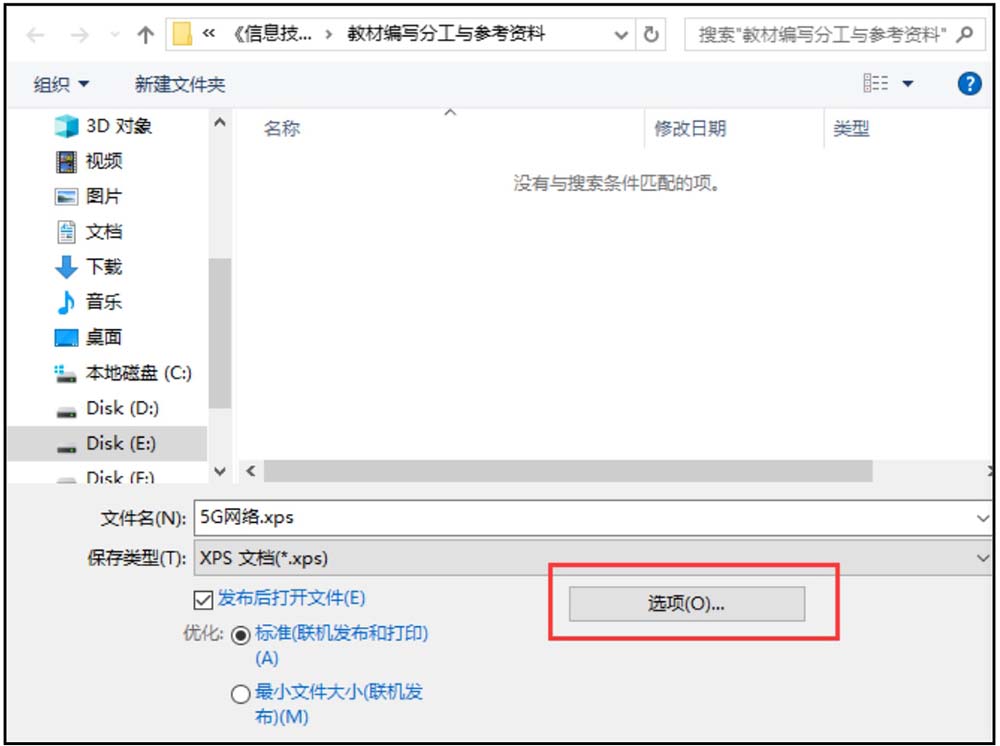 « 《信息技... › 教材编写分工与参考资料
搜索"教材编写分工与参考资料"
组织
新建文件夹
?
3D 对象
视频
图片
文档
下载
音乐
桌面
本地磁盘 (C:)
Disk (D:)
Disk (E:)
Disk (F:)
名称
修改日期
类型
没有与搜索条件匹配的项。
文件名(N):
5G网络.xps
保存类型(T):
XPS 文档(*.xps)
发布后打开文件(E)
选项(O)...
优化:
标准(联机发布和打印)
(A)
最小文件大小(联机发
布)(M)